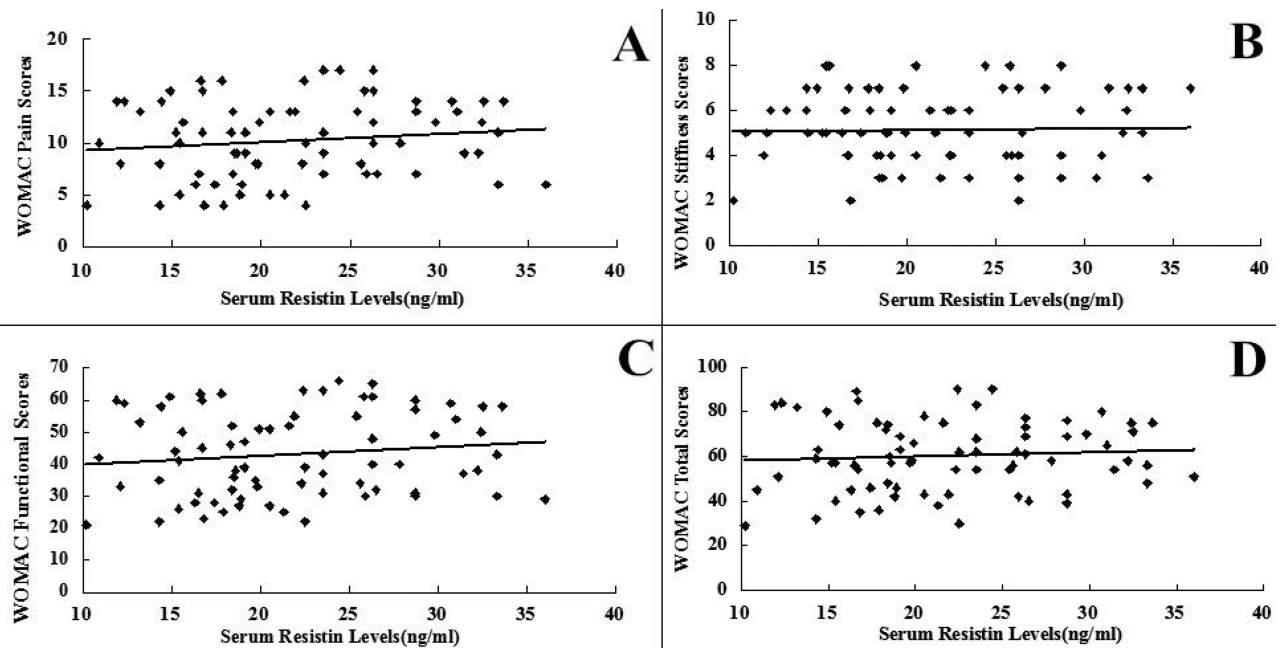 A
WOMAC Pain Scores
20
15
10
5
0
10 15 20 25 30 35 40
Serum Resistin Levels(ng/ml)
B
WOMAC Stiffness Scores
10
8
6
4
2
0
10 15 20 25 30 35 40
Serum Resistin Levels(ng/ml)
C
WOMAC Functional Scores
70
60
50
40
30
20
10
0
10 15 20 25 30 35 40
Serum Resistin Levels(ng/ml)
D
WOMAC Total Scores
100
80
60
40
20
0
10 15 20 25 30 35 40
Serum Resistin Levels(ng/ml)